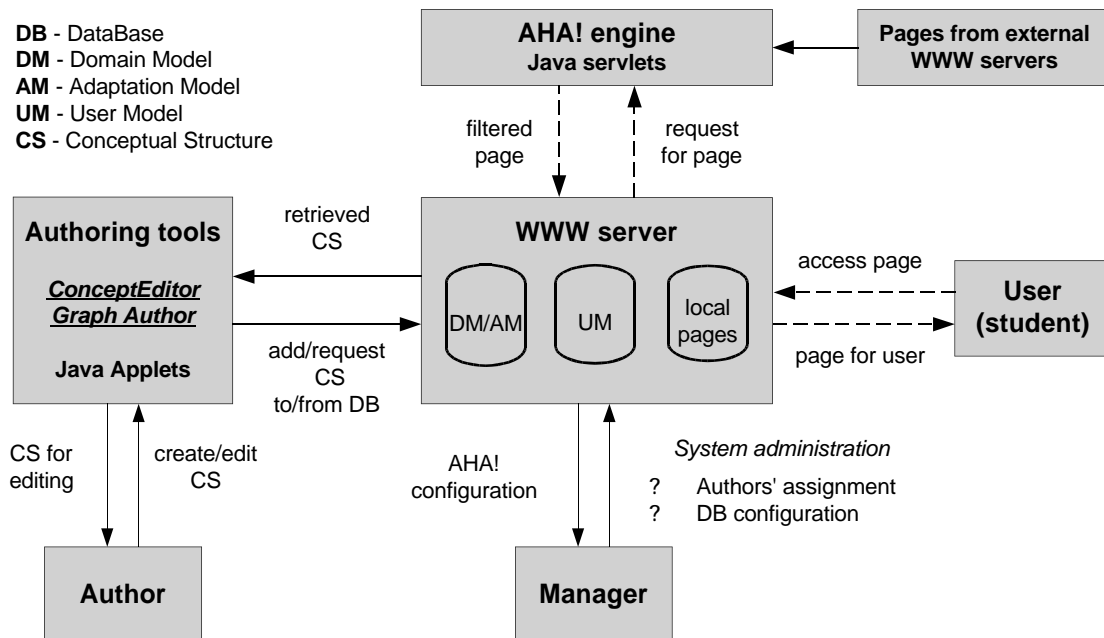 DB - DataBase
DM - Domain Model
AM - Adaptation Model
UM - User Model
CS - Conceptual Structure
AHA! engine
Java servlets
Pages from external
WWW servers
filtered
page
request
for page
Authoring tools
ConceptEditor
Graph Author
Java Applets
retrieved
CS
add/request
CS
to/from DB
WWW server
DM/AM
UM
local
pages
access page
page for user
User
(student)
CS for
editing
create/edit
CS
AHA!
configuration
System administration
? Authors' assignment
? DB configuration
Author
Manager